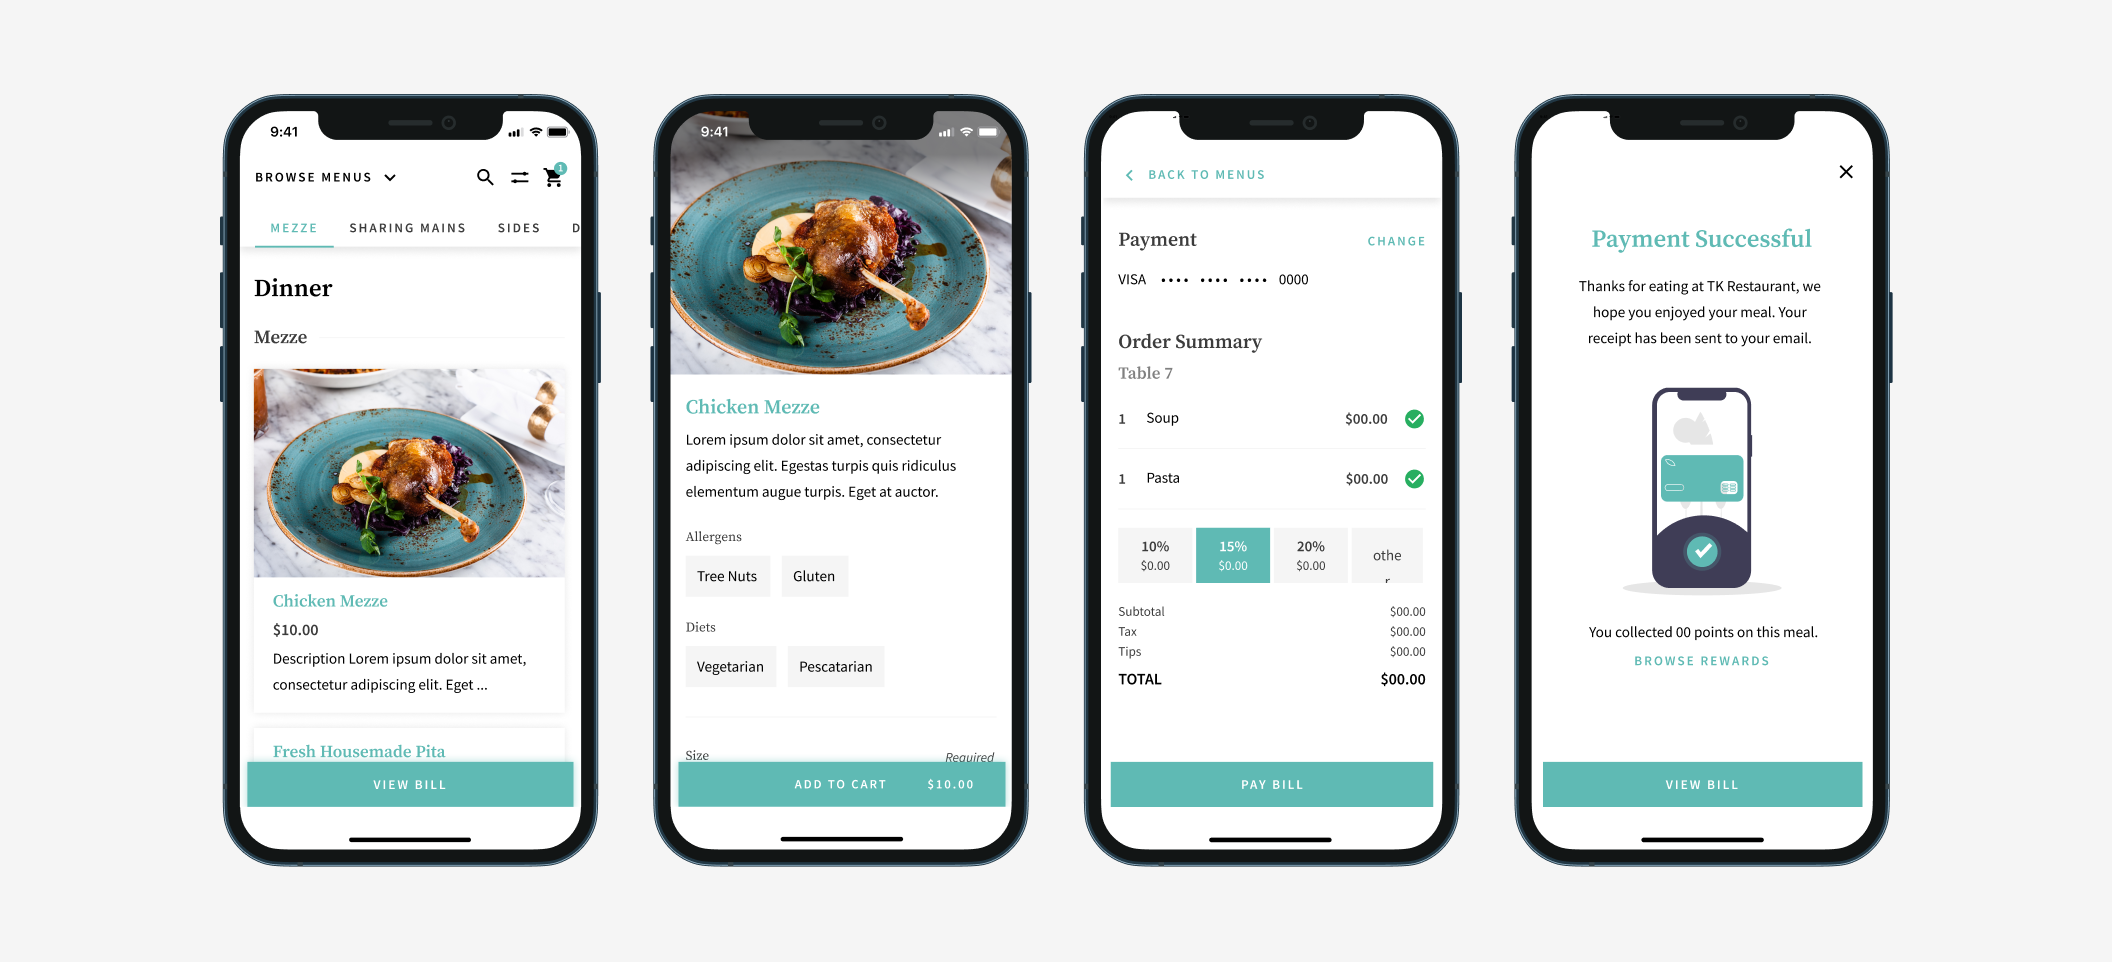 9:41
BROWSE MENUS
1
MEZZE SHARING MAINS SIDES D
Dinner
Mezze
Chicken Mezze
$10.00
Description Lorem ipsum dolor sit amet,
consectetur adipiscing elit. Eget ...
Fresh Housemade Pita
VIEW BILL
9:41
Chicken Mezze
Lorem ipsum dolor sit amet, consectetur
adipiscing elit. Egestas turpis quis ridiculus
elementum augue turpis. Eget at auctor.
Allergens
Tree Nuts Gluten
Diets
Vegetarian Pescatarian
Size Required
ADD TO CART $10.00
BACK TO MENUS
Payment CHANGE
VISA •••• •••• •••• 0000
Order Summary
Table 7
1 Soup $00.00
1 Pasta $00.00
10% 15% 20% othe
$0.00 $0.00 $0.00 r
Subtotal $00.00
Tax $00.00
Tips $00.00
TOTAL $00.00
PAY BILL
Payment Successful
Thanks for eating at TK Restaurant, we
hope you enjoyed your meal. Your
receipt has been sent to your email.
You collected 00 points on this meal.
BROWSE REWARDS
VIEW BILL